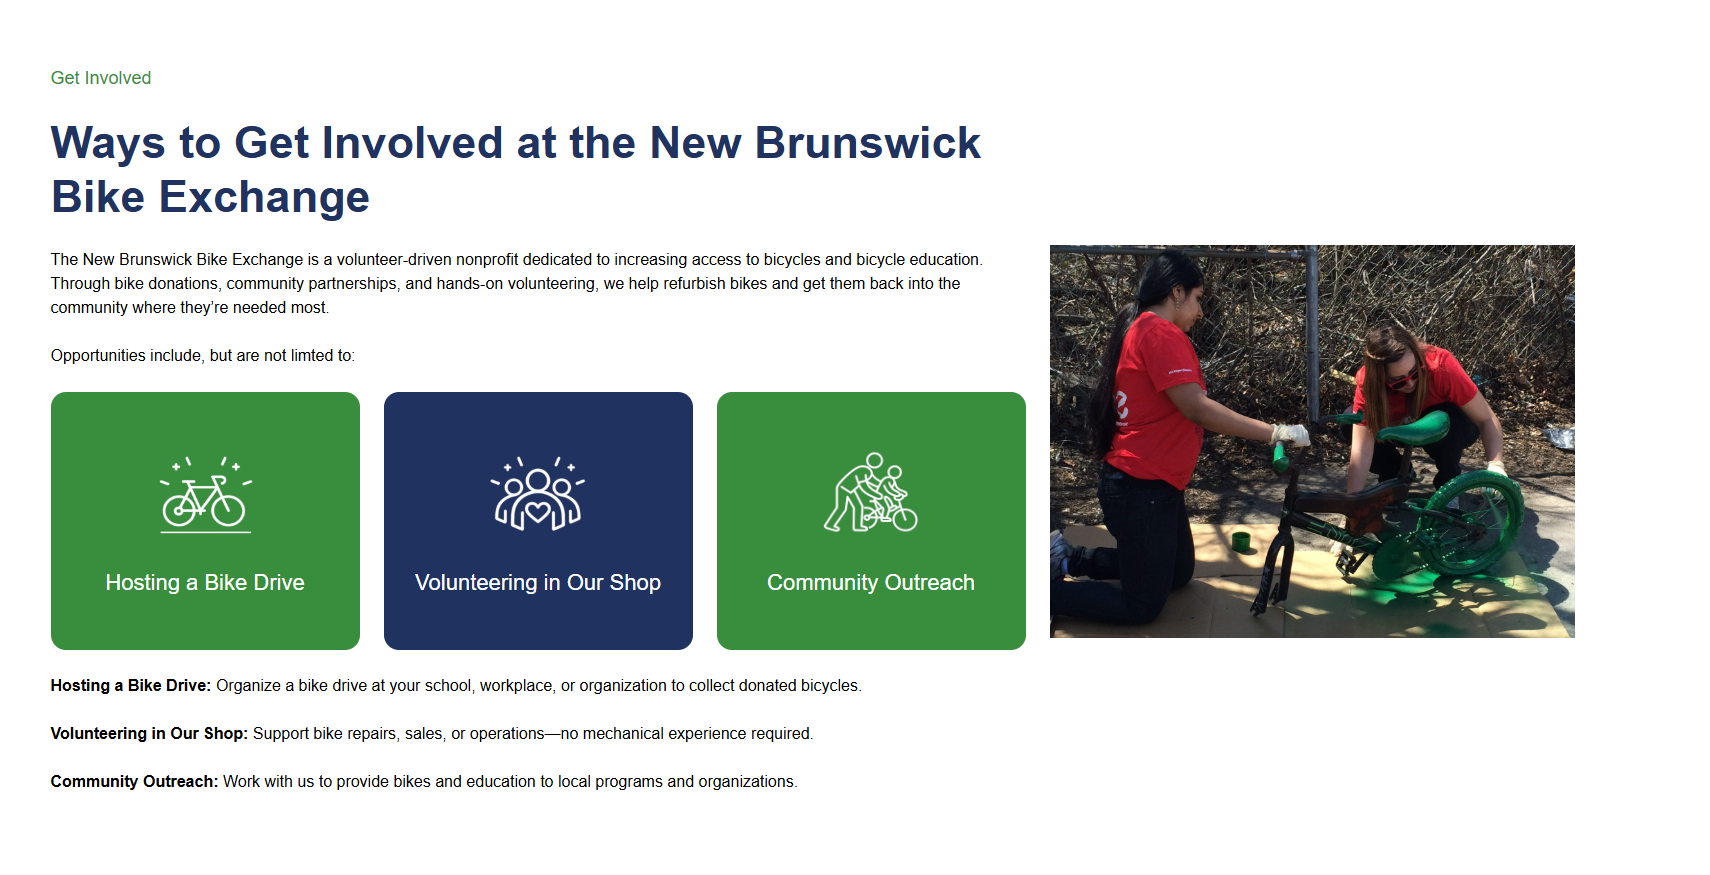 Get Involved
Ways to Get Involved at the New Brunswick
Bike Exchange
The New Brunswick Bike Exchange is a volunteer-driven nonprofit dedicated to increasing access to bicycles and bicycle education.
Through bike donations, community partnerships, and hands-on volunteering, we help refurbish bikes and get them back into the
community where they’re needed most.
Opportunities include, but are not limted to:
Hosting a Bike Drive
Volunteering in Our Shop
Community Outreach
Hosting a Bike Drive: Organize a bike drive at your school, workplace, or organization to collect donated bicycles.
Volunteering in Our Shop: Support bike repairs, sales, or operations—no mechanical experience required.
Community Outreach: Work with us to provide bikes and education to local programs and organizations.